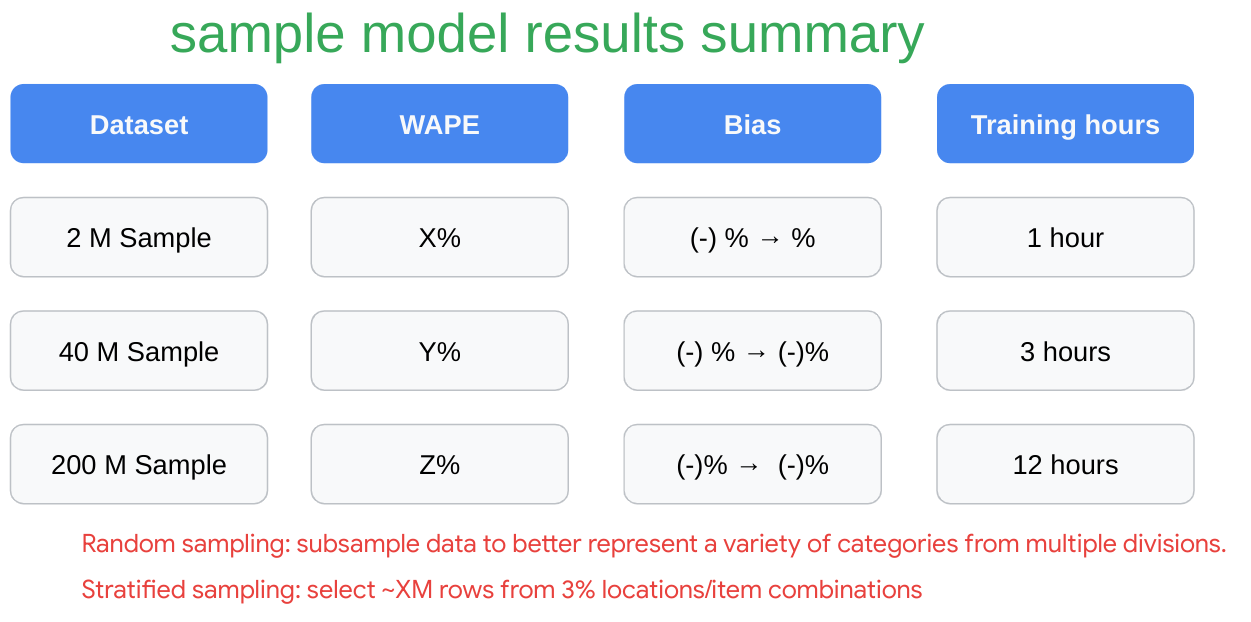 sample model results summary
Dataset WAPE Bias Training hours
2 M Sample X% (-) % → % 1 hour
40 M Sample Y% (-) % → (-)% 3 hours
200 M Sample Z% (-)% → (-)% 12 hours
Random sampling: subsample data to better represent a variety of categories from multiple divisions.
Stratified sampling: select ~XM rows from 3% locations/item combinations